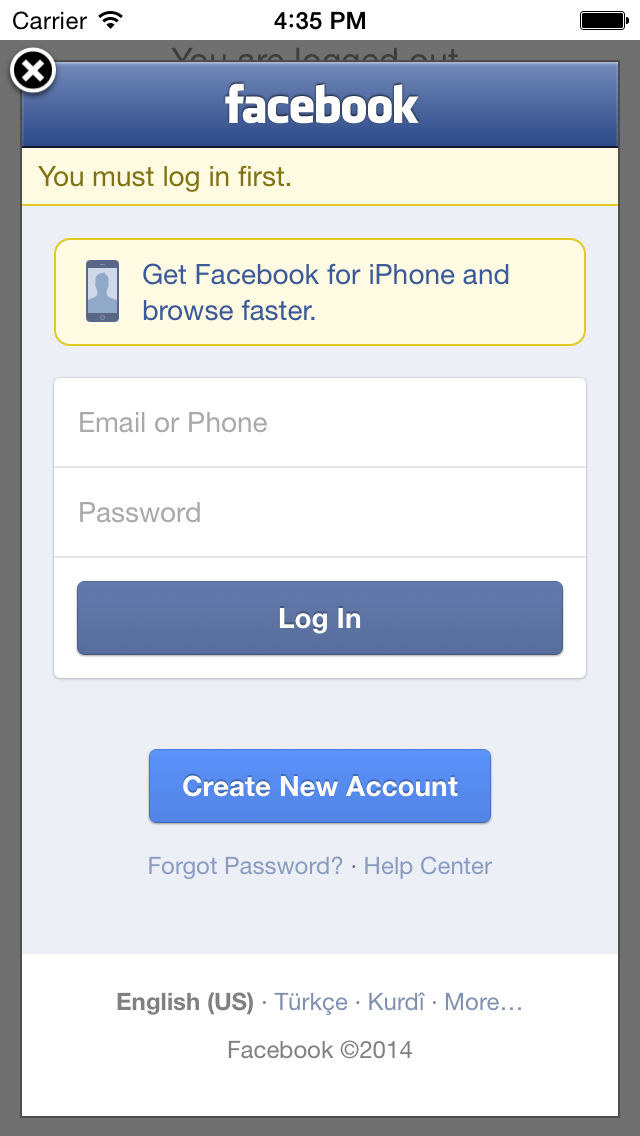 Carrier 4:35 PM
You are logged out
facebook
You must log in first.
Get Facebook for iPhone and
browse faster.
Email or Phone
Password
Log In
Create New Account
Forgot Password? · Help Center
English (US) · Türkçe · Kurdî · More…
Facebook ©2014